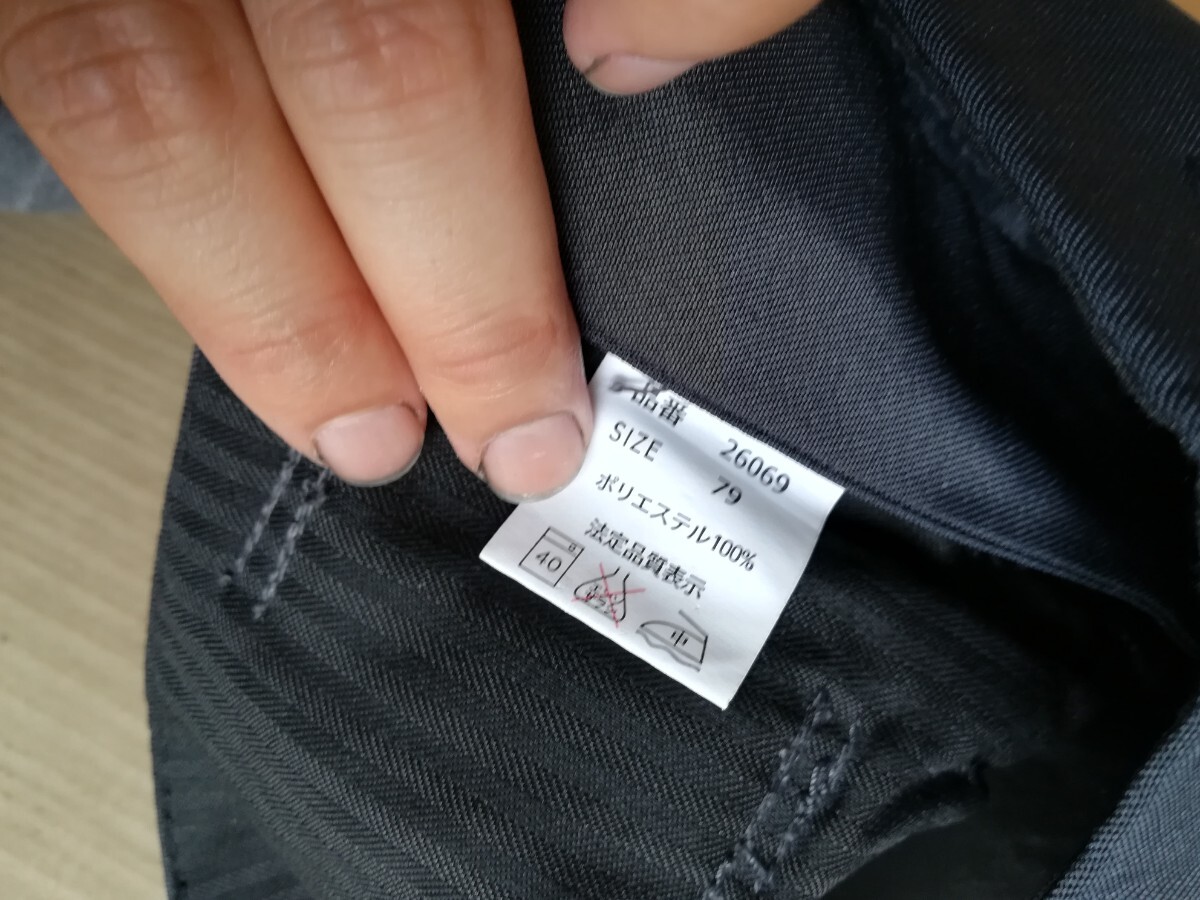 品番 26069
SIZE 79
ポリエステル100%
法定品質表示
40
中